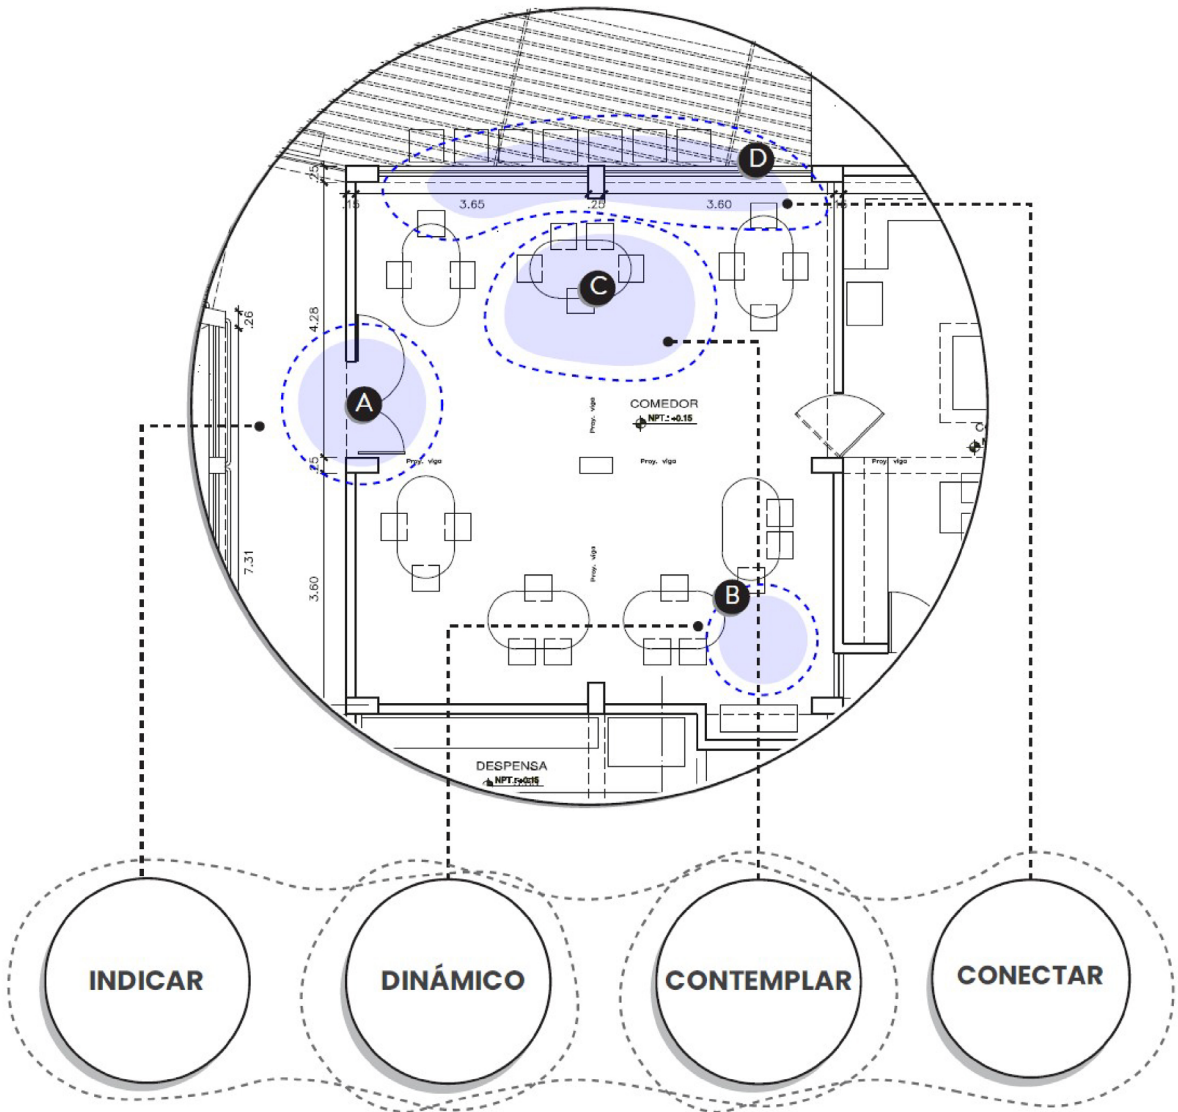 D
.25
.15
3.65
.25
3.60
.15
C
.26
4.28
A
COMEDOR
NPT.: +0.15
Proy. viga
Proy. viga
Proy. viga
Proy. viga
.25
7.31
3.60
Proy. viga
B
DESPENSA
NPT.:+0.15
INDICAR
DINÁMICO
CONTEMPLAR
CONECTAR